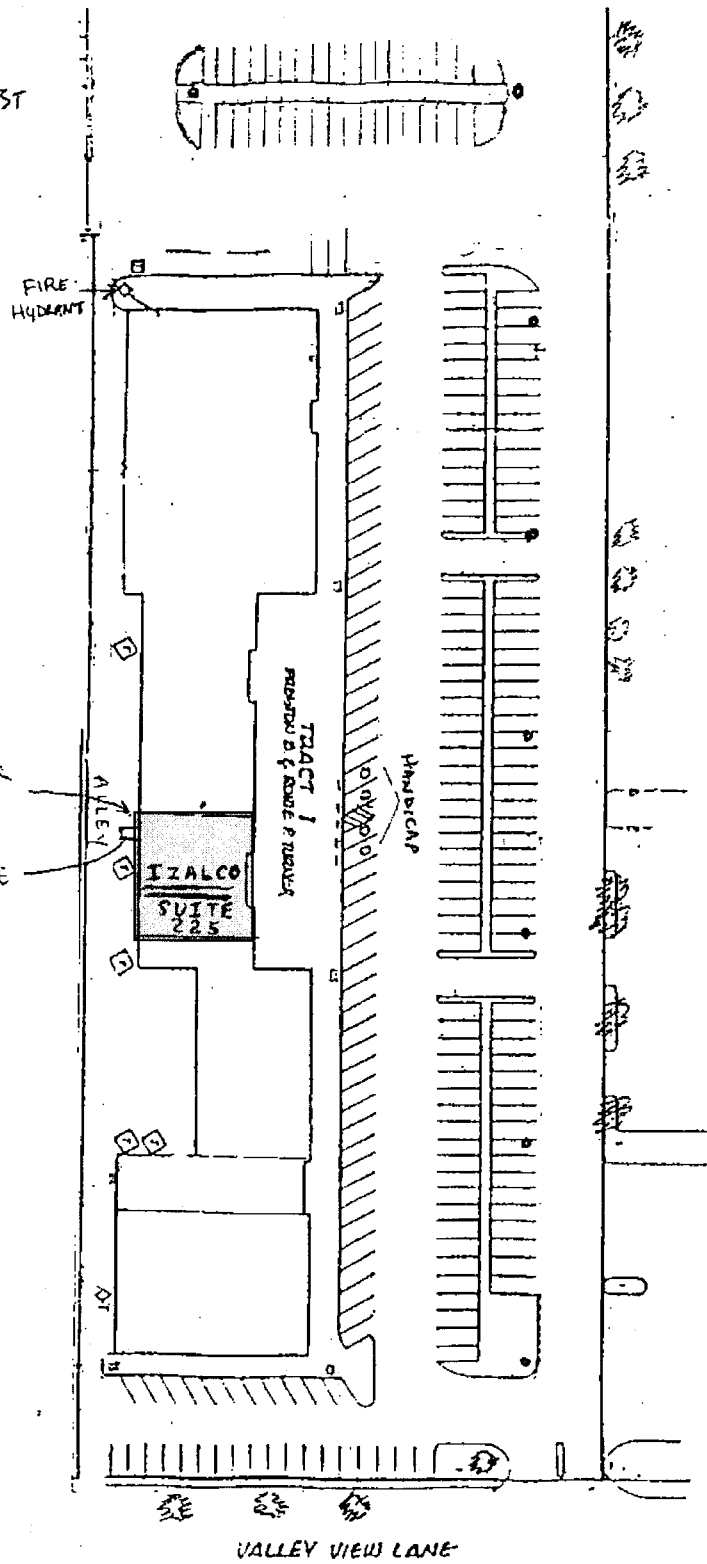 ST
FIRE
HYDRANT
TRACT 1
HANDICAP
ALLEY
E
IZALCO
SUITE
225
VALLEY VIEW LANE